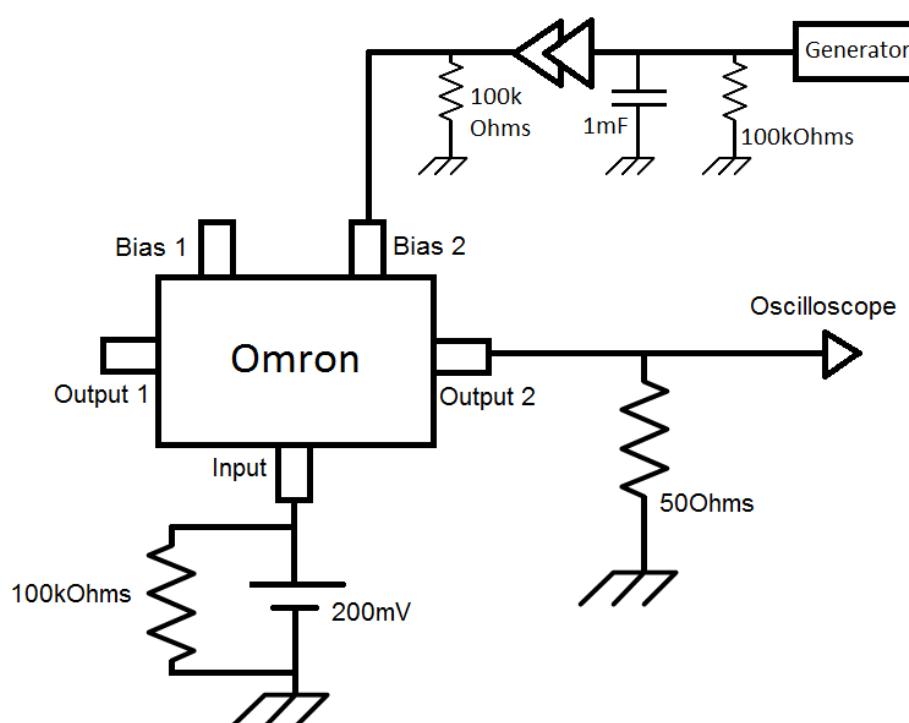 Generator
100k
Ohms
1mF
100kOhms
Bias 1
Bias 2
Oscilloscope
Omron
Output 1
Output 2
Input
50Ohms
100kOhms
200mV